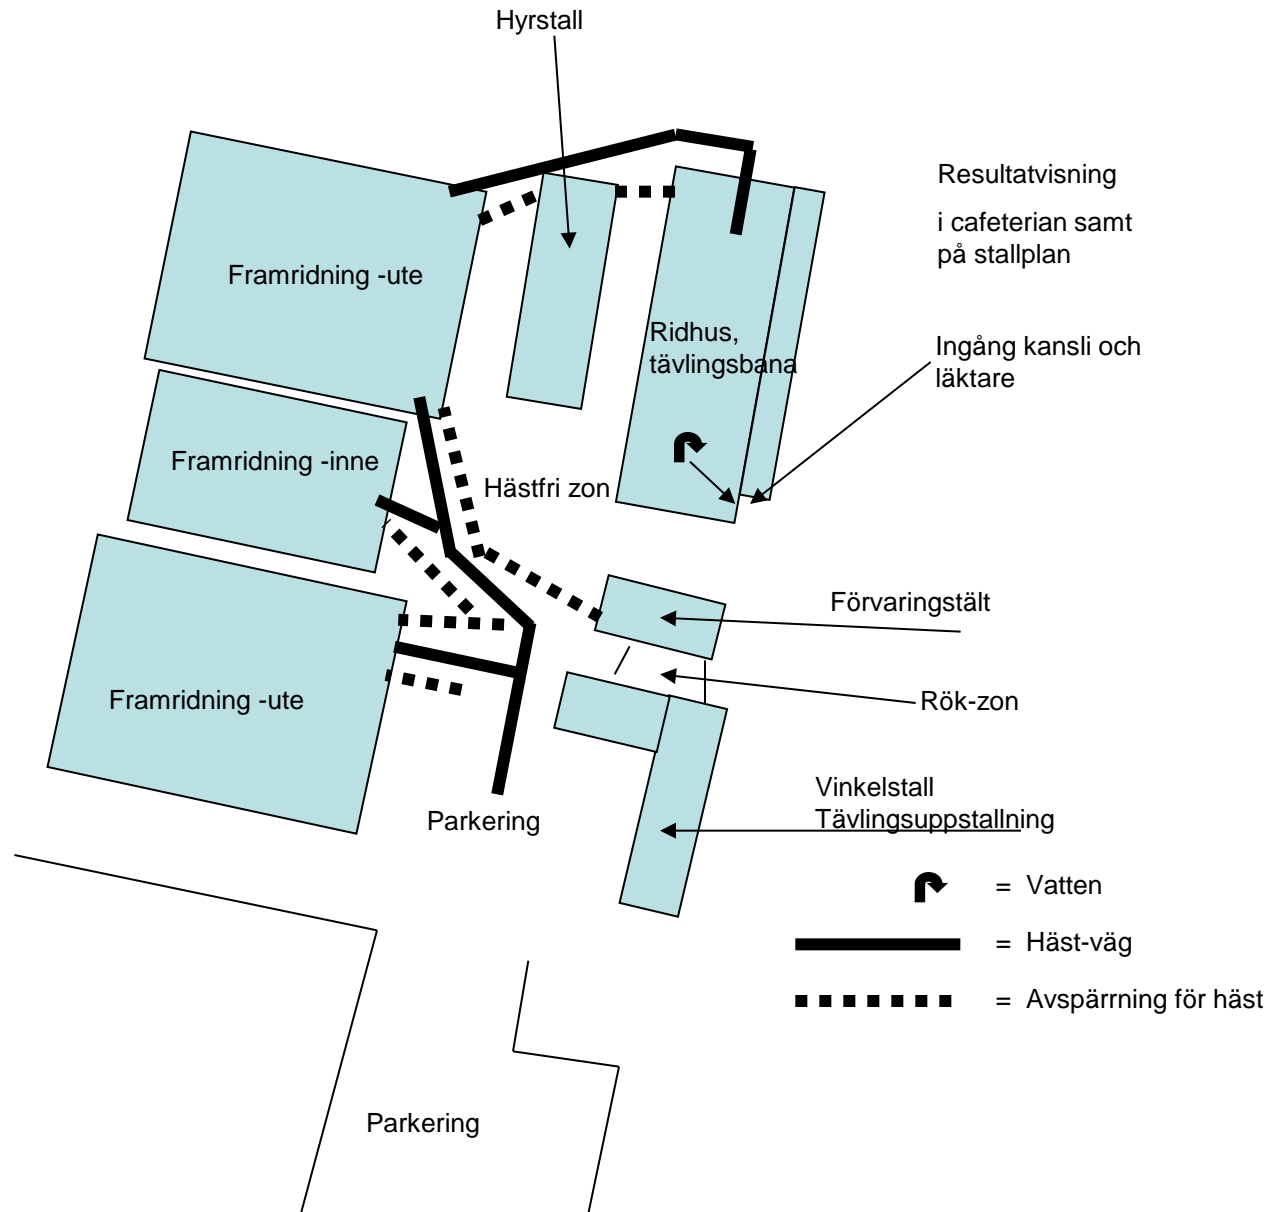 Hyrstall
Resultatvisning
i cafeterian samt
på stallplan
Framridning -ute
Ridhus,
tävlingsbana
Ingång kansli och
läktare
Framridning -inne
Hästfri zon
Förvaringstält
Framridning -ute
Rök-zon
Vinkelstall
Tävlingsuppstallning
Parkering
= Vatten
= Häst-väg
= Avspärrning för häst
Parkering